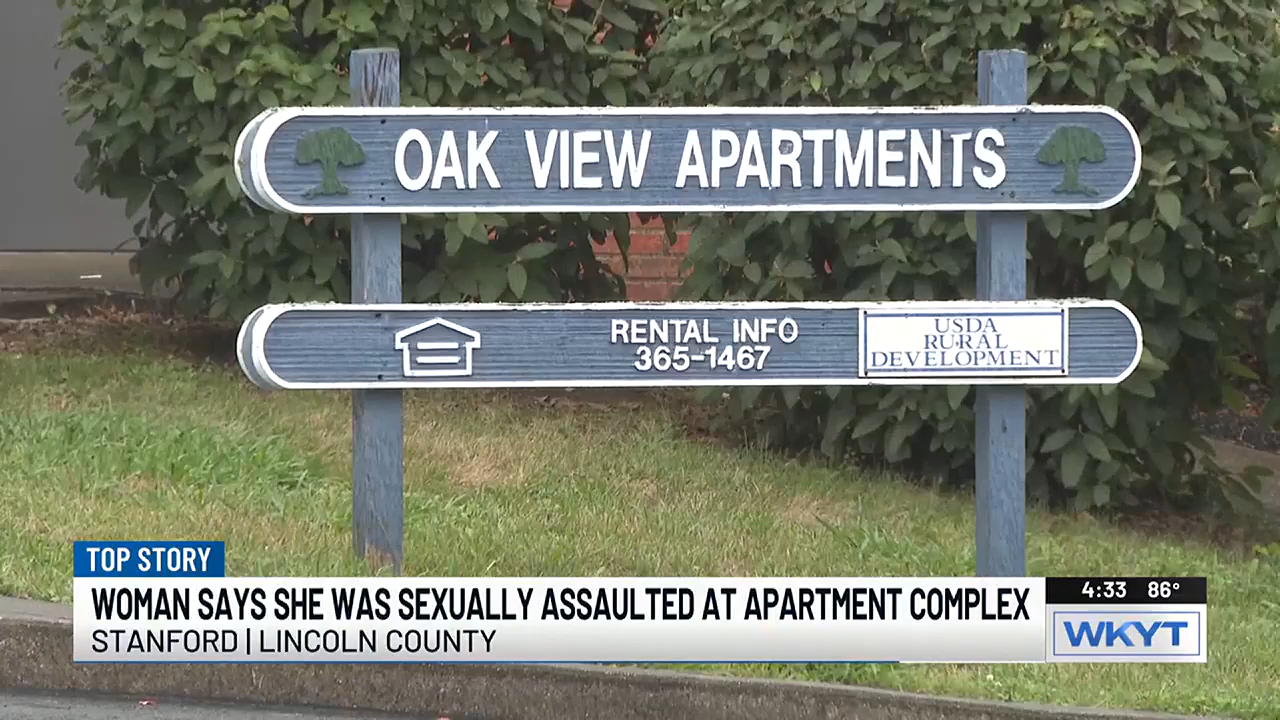 OAK VIEW APARTMENTS
RENTAL INFO
365-1467
USDA
RURAL
DEVELOPMENT
TOP STORY
WOMAN SAYS SHE WAS SEXUALLY ASSAULTED AT APARTMENT COMPLEX
STANFORD | LINCOLN COUNTY
4:33 86°
WKYT